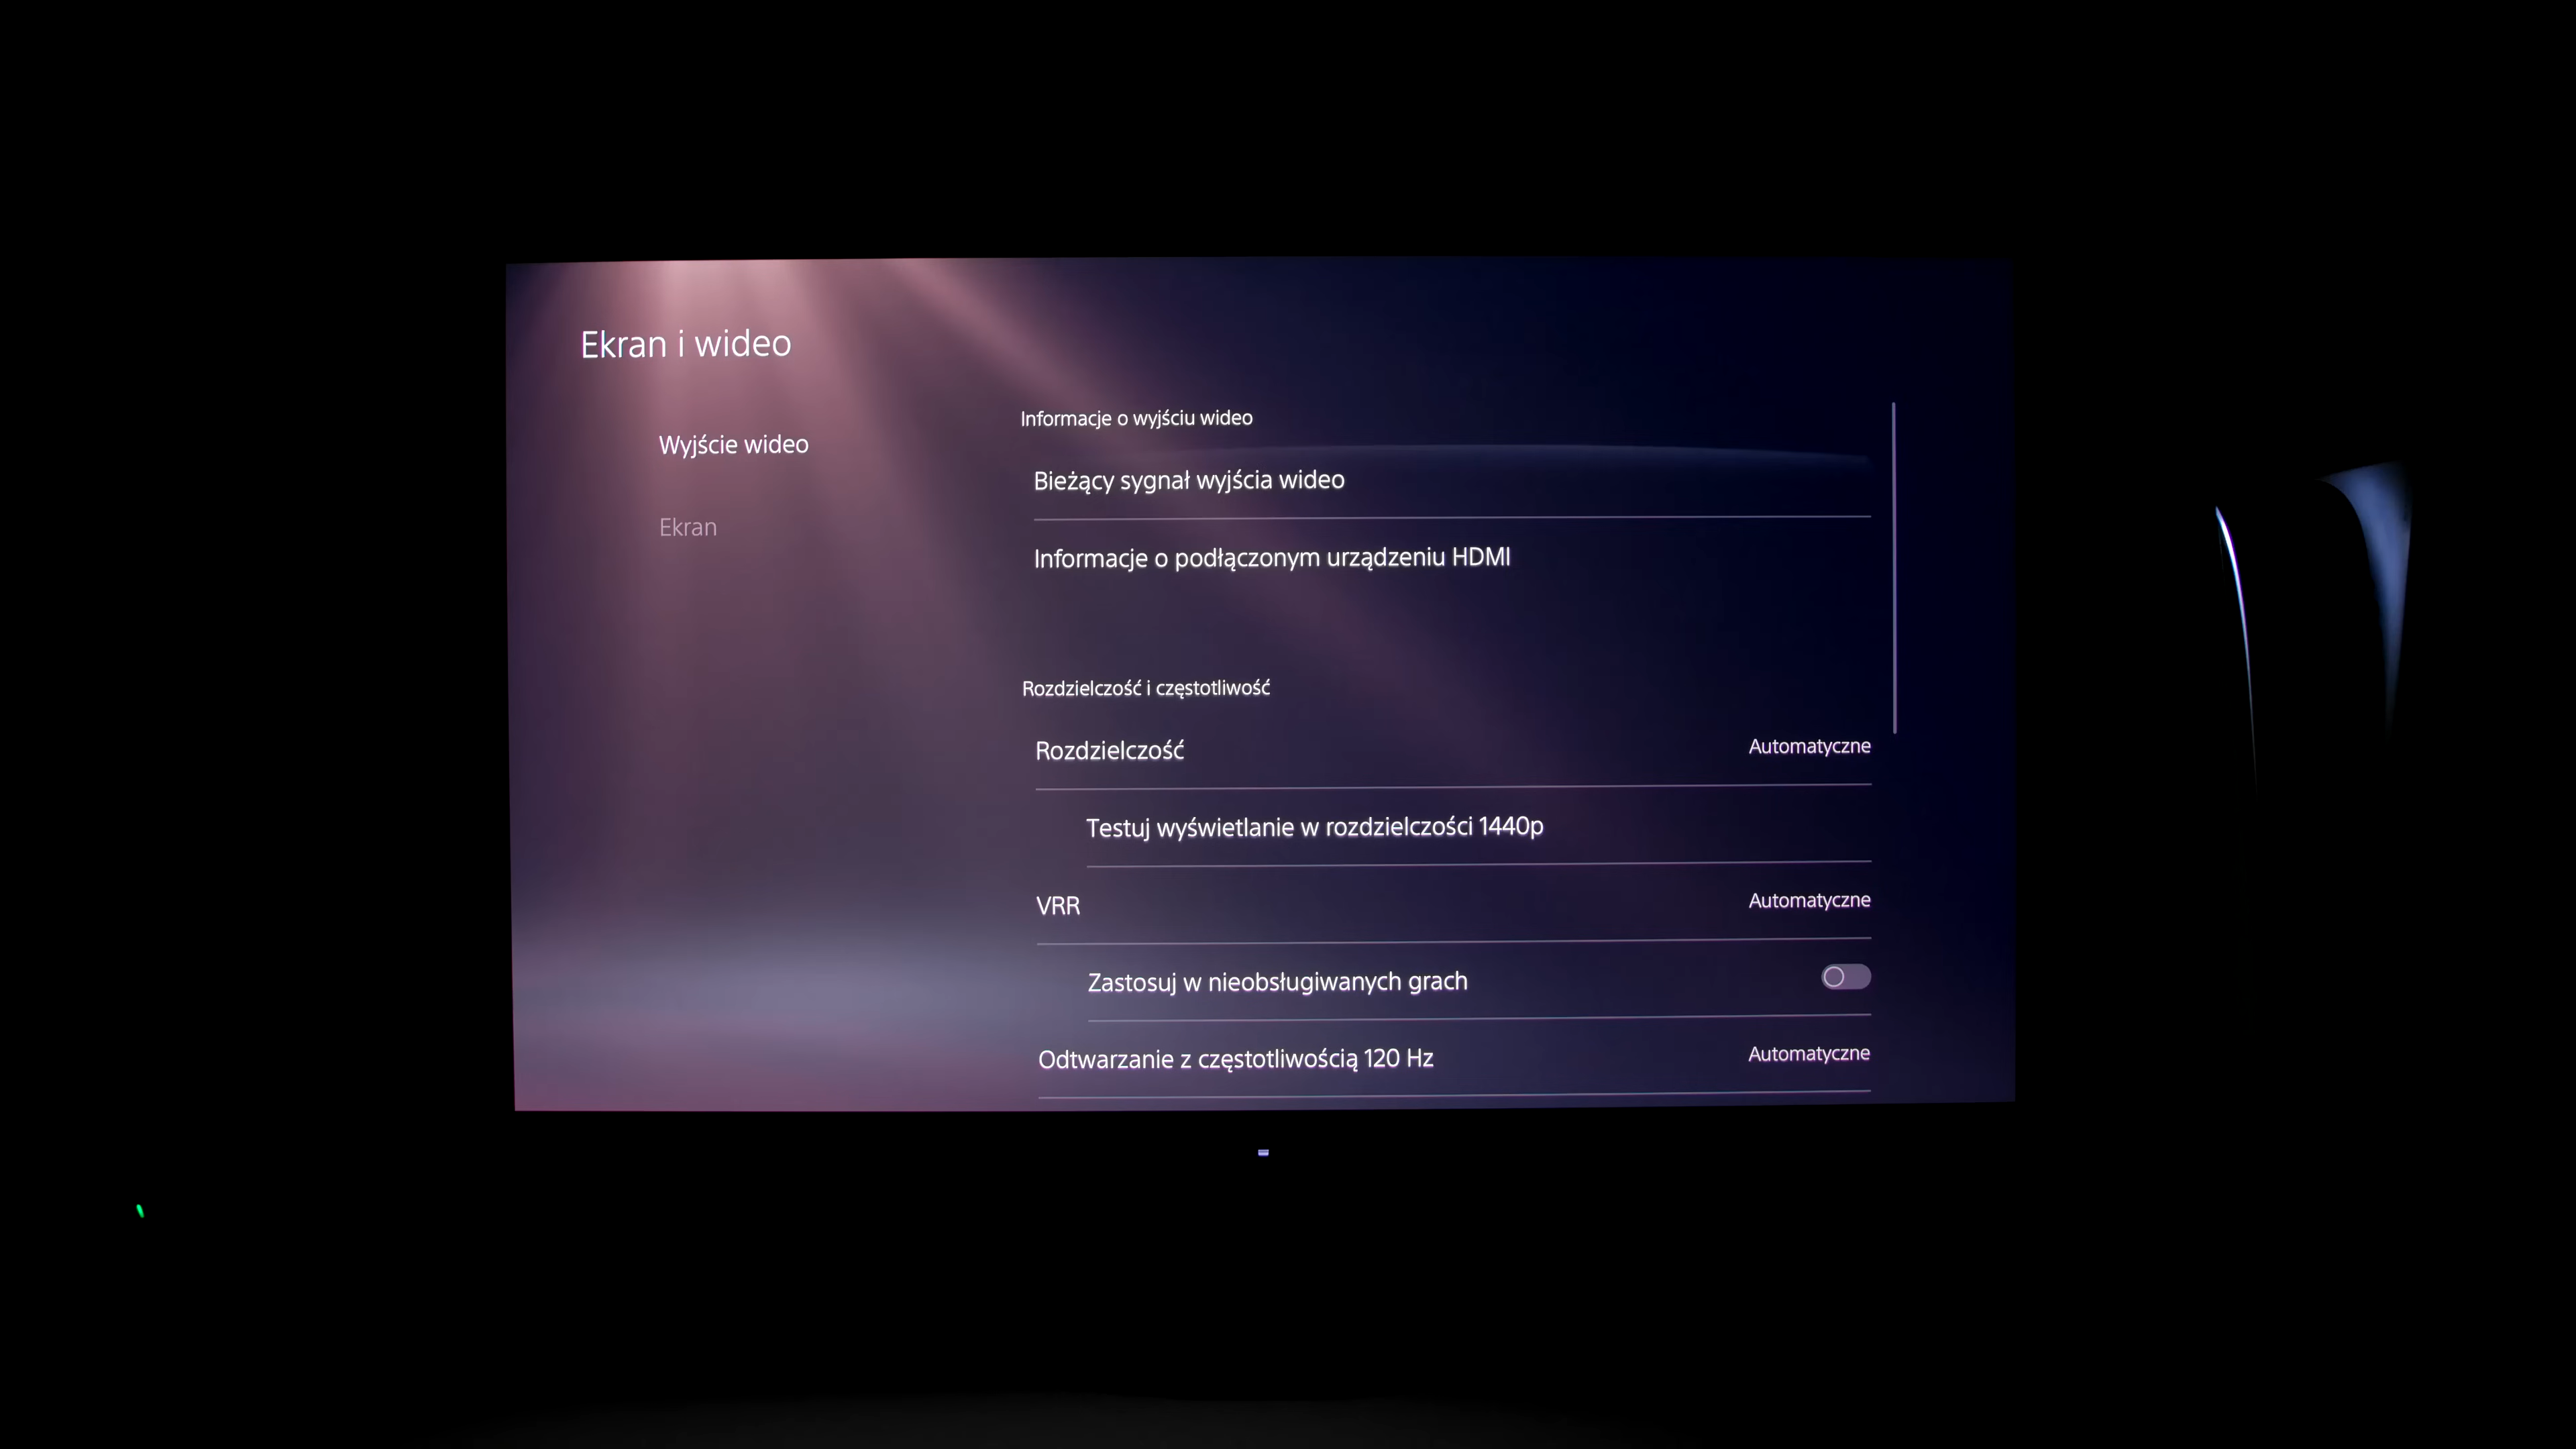 Ekran i wideo
Wyjście wideo
Ekran
Informacje o wyjściu wideo
Bieżący sygnał wyjścia wideo
Informacje o podłączonym urządzeniu HDMI
Rozdzielczość i częstotliwość
Rozdzielczość Automatyczne
Testuj wyświetlanie w rozdzielczości 1440p
VRR Automatyczne
Zastosuj w nieobsługiwanych grach
Odtwarzanie z częstotliwością 120 Hz Automatyczne